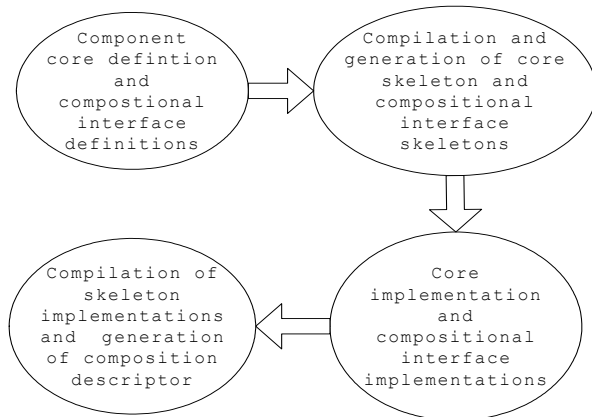 Component
core defintion
and
compostional
interface
definitions
Compilation and
generation of core
skeleton and
compositional
interface
skeletons
Core
implementation
and
compositional
interface
implementations
Compilation of
skeleton
implementations
and generation
of composition
descriptor